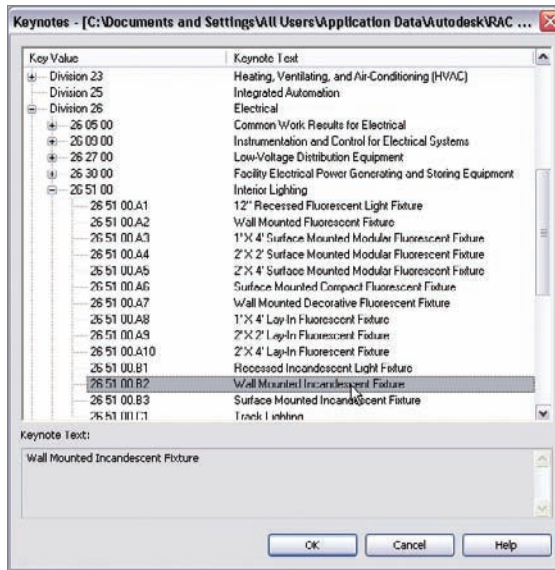 Keynotes - [C:\Documents and Settings\All Users\Application Data\Autodesk\RAC ...
Key Value Keynote Text
Division 23 Heating, Ventilating, and Air-Conditioning (HVAC)
Division 25 Integrated Automation
Division 26 Electrical
26 05 00 Common Work Results for Electrical
26 09 00 Instrumentation and Control for Electrical Systems
26 27 00 Low-Voltage Distribution Equipment
26 30 00 Facility Electrical Power Generating and Storing Equipment
26 51 00 Interior Lighting
26 51 00.A1 12" Recessed Fluorescent Light Fixture
26 51 00.A2 Wall Mounted Fluorescent Fixture
26 51 00.A3 1' X 4' Surface Mounted Modular Fluorescent Fixture
26 51 00.A4 2' X 2' Surface Mounted Modular Fluorescent Fixture
26 51 00.A5 2' X 4' Surface Mounted Modular Fluorescent Fixture
26 51 00.A6 Surface Mounted Compact Fluorescent Fixture
26 51 00.A7 Wall Mounted Decorative Fluorescent Fixture
26 51 00.A8 1' X 4' Lay-In Fluorescent Fixture
26 51 00.A9 2' X 2' Lay-In Fluorescent Fixture
26 51 00.A10 2' X 4' Lay-In Fluorescent Fixture
26 51 00.B1 Recessed Incandescent Light Fixture
26 51 00.B2 Wall Mounted Incandescent Fixture
26 51 00.B3 Surface Mounted Incandescent Fixture
26 51 00.C1 Track Lighting
Keynote Text:
Wall Mounted Incandescent Fixture
OK Cancel Help